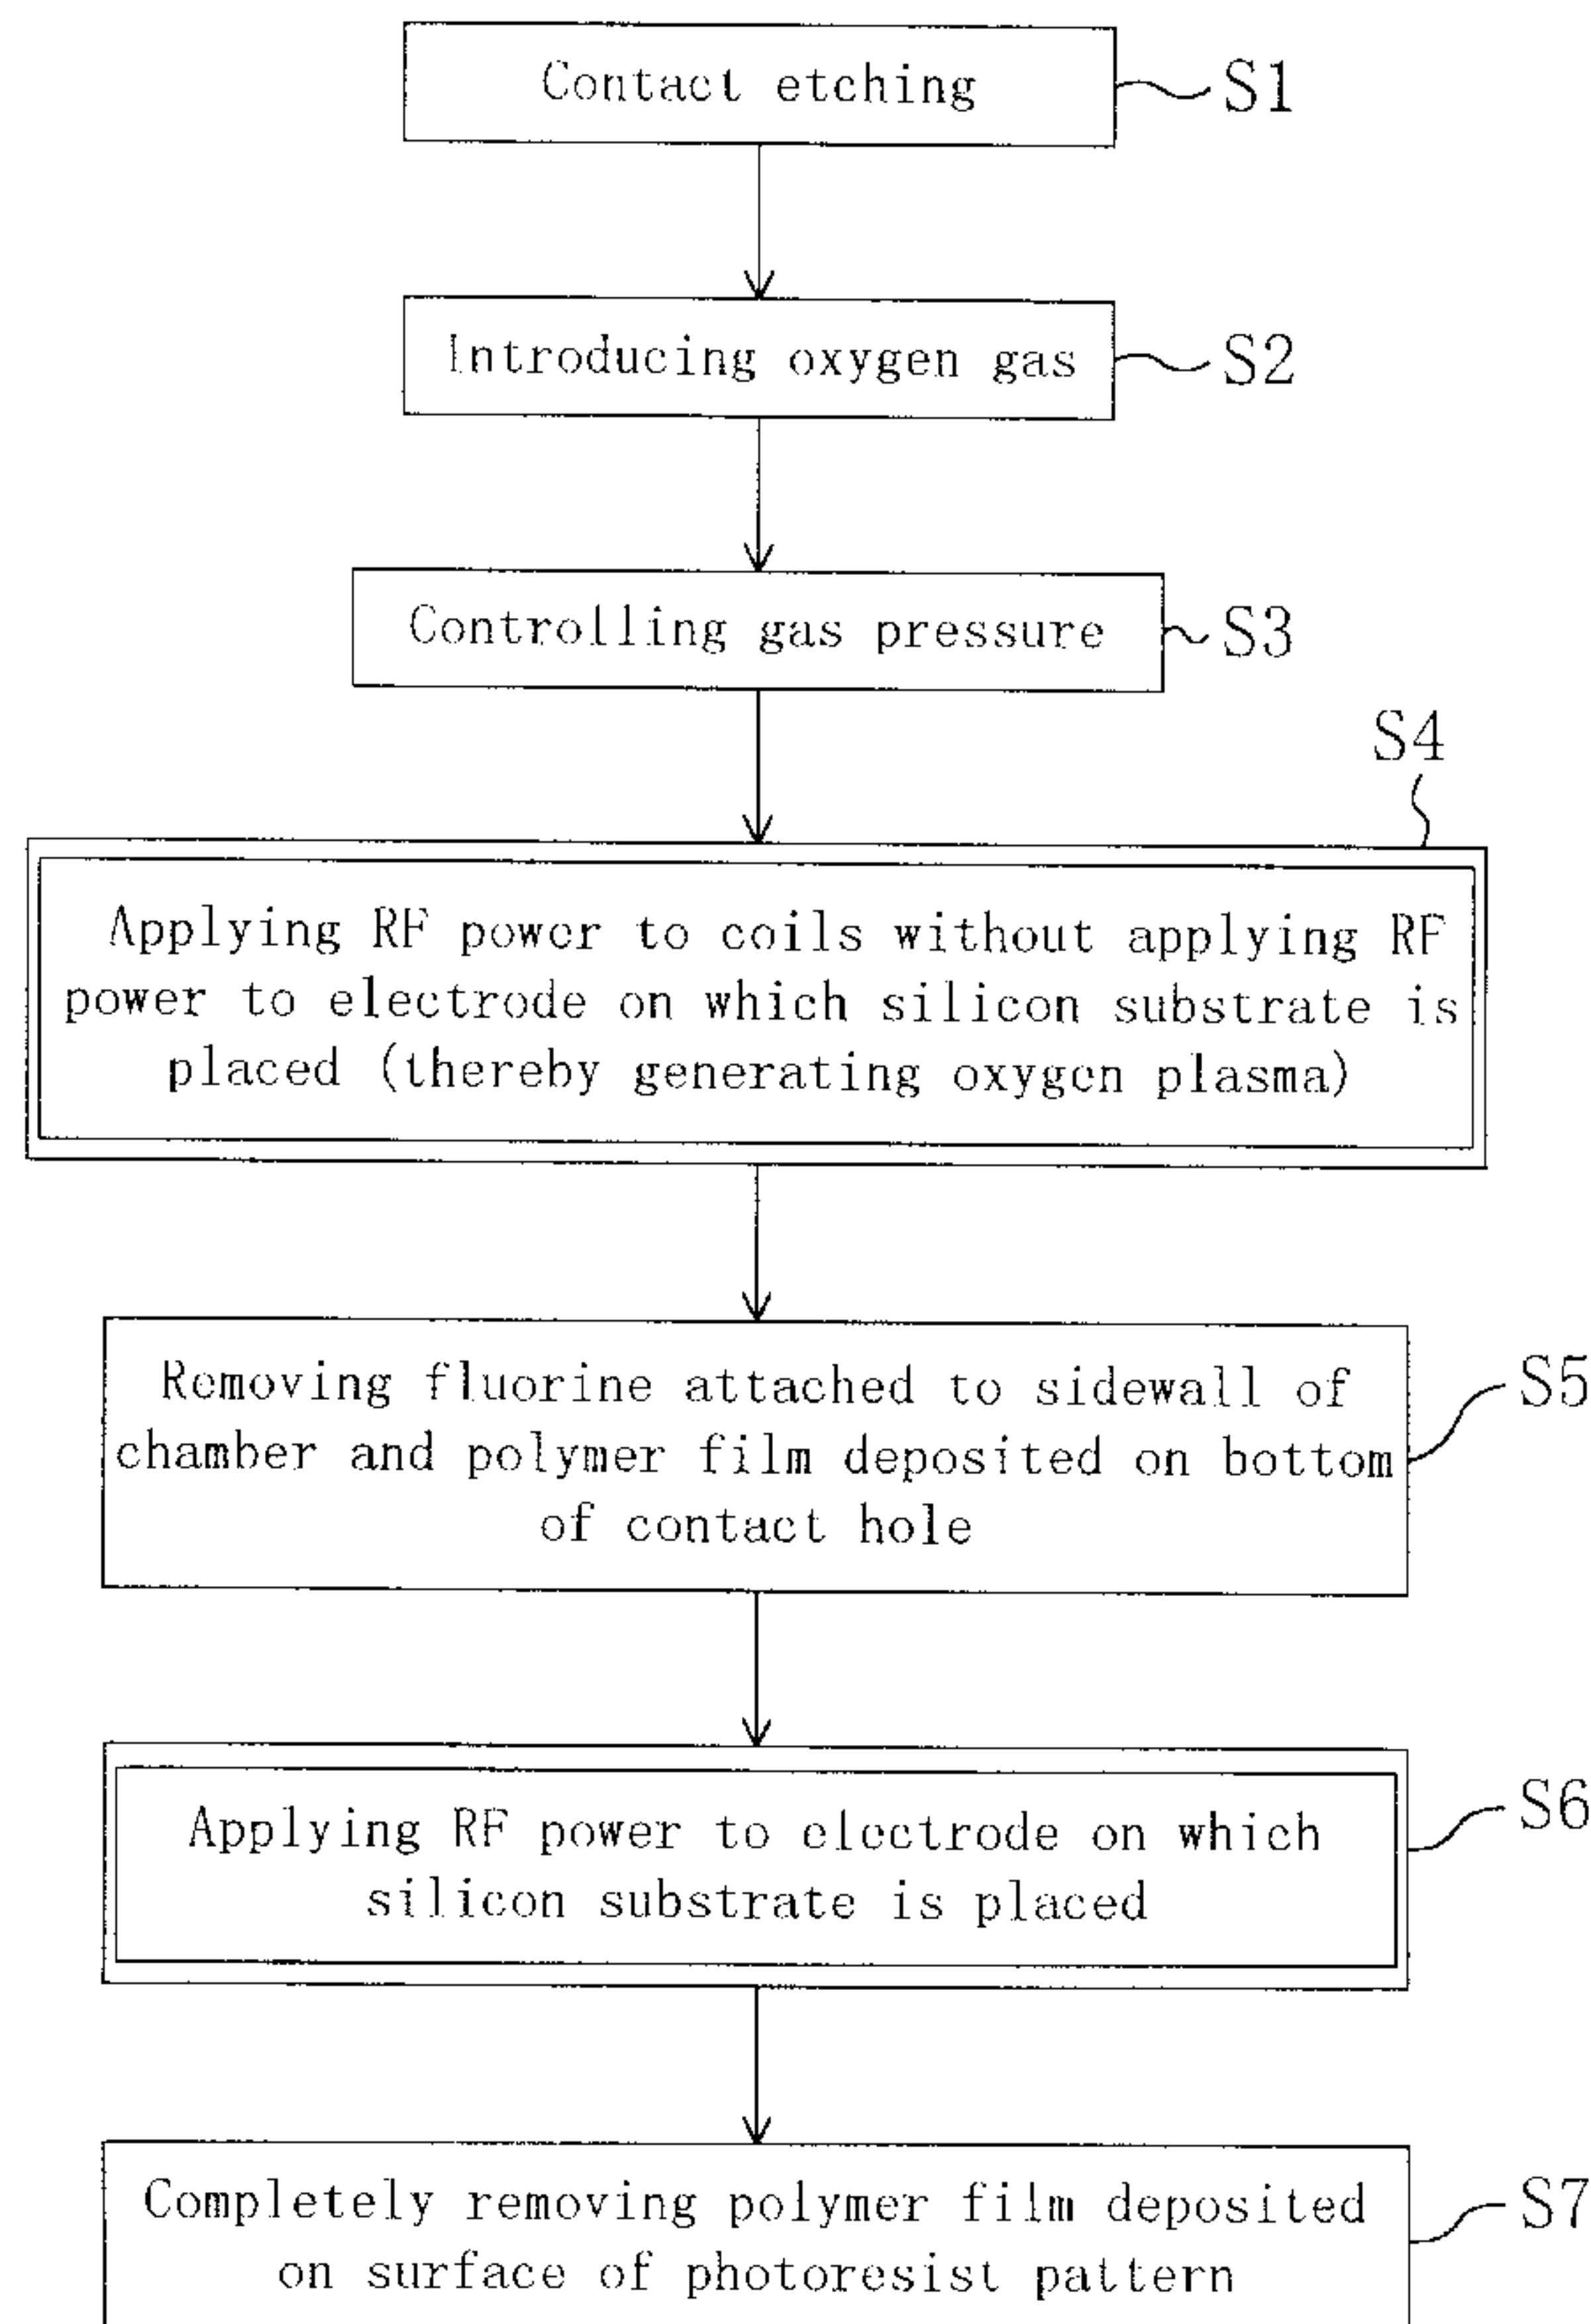 Contact etching
S1
Introducing oxygen gas
S2
Controlling gas pressure
S3
S4
Applying RF power to coils without applying RF
power to electrode on which silicon substrate is
placed (thereby generating oxygen plasma)
Removing fluorine attached to sidewall of
chamber and polymer film deposited on bottom
of contact hole
S5
Applying RF power to electrode on which
silicon substrate is placed
S6
Completely removing polymer film deposited
on surface of photoresist pattern
S7